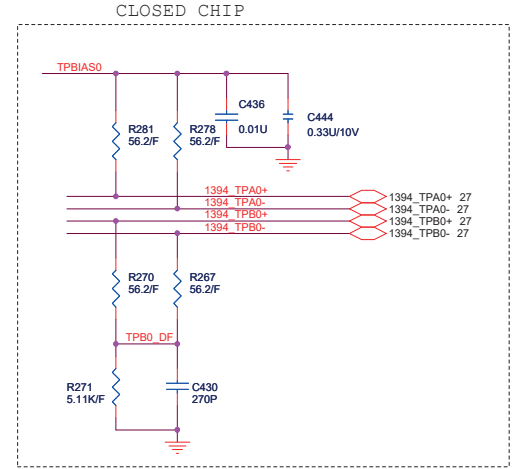 CLOSED CHIP
TPBIAS0
C436
0.01U
C444
0.33U/10V
R281
56.2/F
R278
56.2/F
1394_TPA0+
1394_TPA0+ 27
1394_TPA0-
1394_TPA0- 27
1394_TPB0+
1394_TPB0+ 27
1394_TPB0-
1394_TPB0- 27
R270
56.2/F
R267
56.2/F
TPB0_DF
R271
5.11K/F
C430
270P